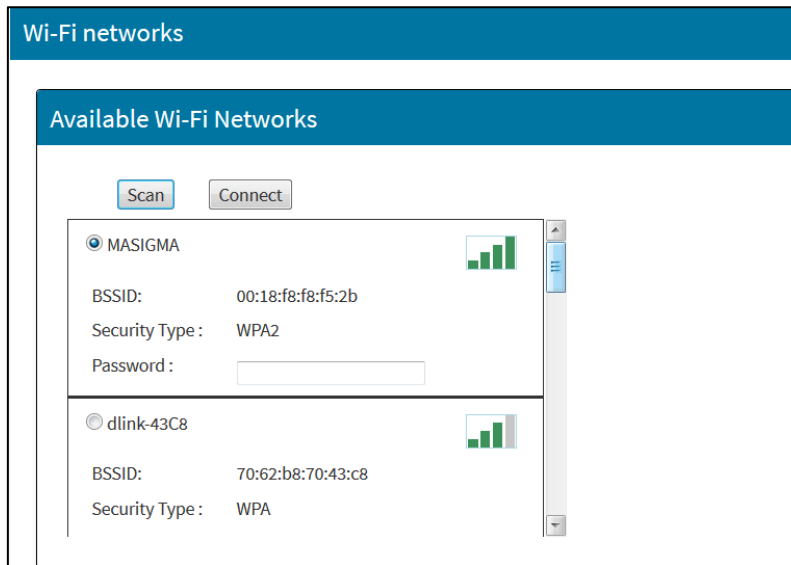 Wi-Fi networks
Available Wi-Fi Networks
Scan Connect
MASIGMA
BSSID: 00:18:f8:f8:f5:2b
Security Type : WPA2
Password :
dlink-43C8
BSSID: 70:62:b8:70:43:c8
Security Type : WPA